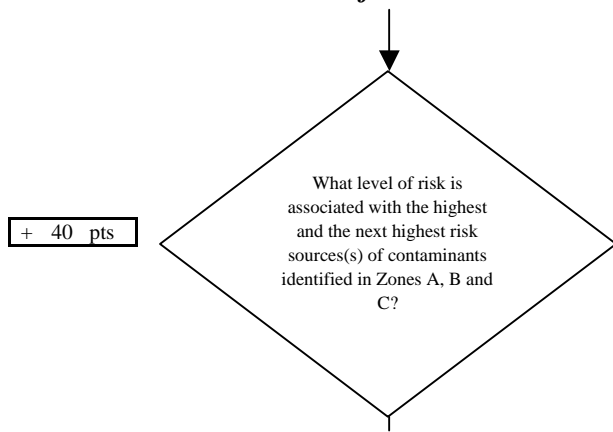 What level of risk is
associated with the highest
and the next highest risk
sources(s) of contaminants
identified in Zones A, B and
C?
+ 40 pts